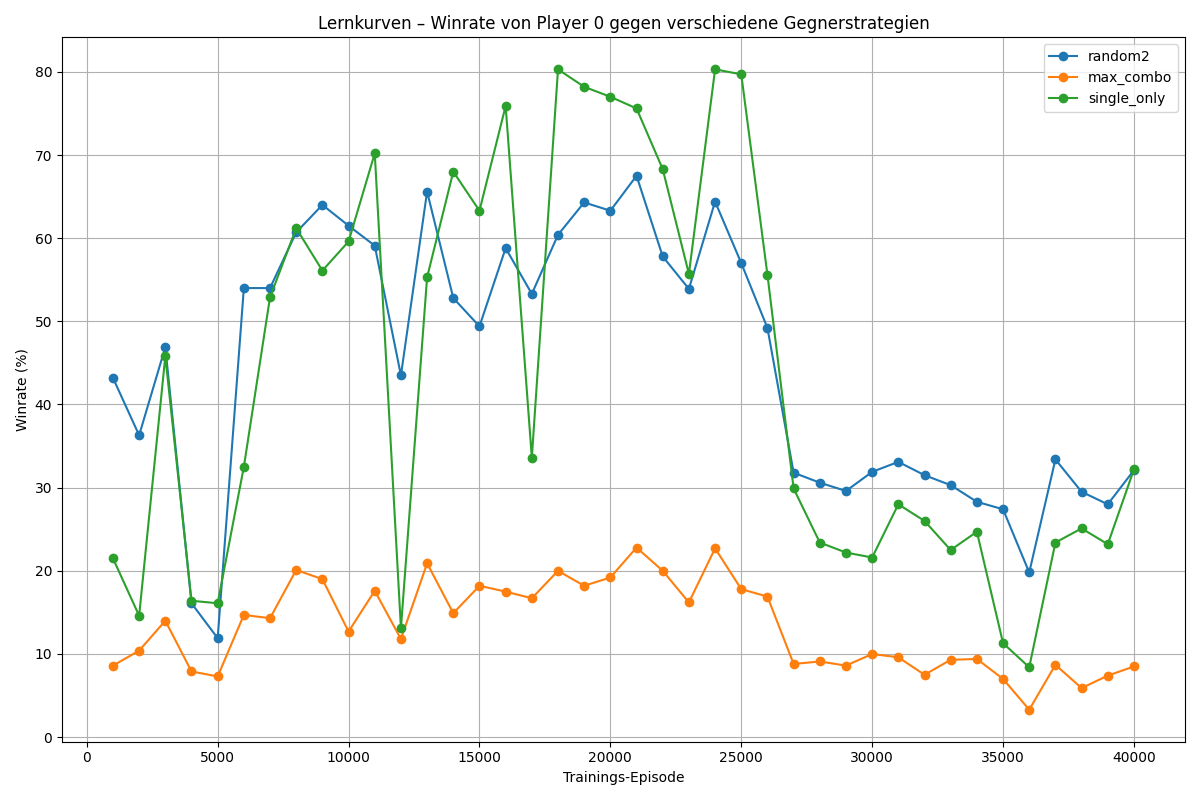 Lernkurven – Winrate von Player 0 gegen verschiedene Gegnerstrategien
random2
max_combo
single_only
Winrate (%)
80
70
60
50
40
30
20
10
0
0 5000 10000 15000 20000 25000 30000 35000 40000
Trainings-Episode